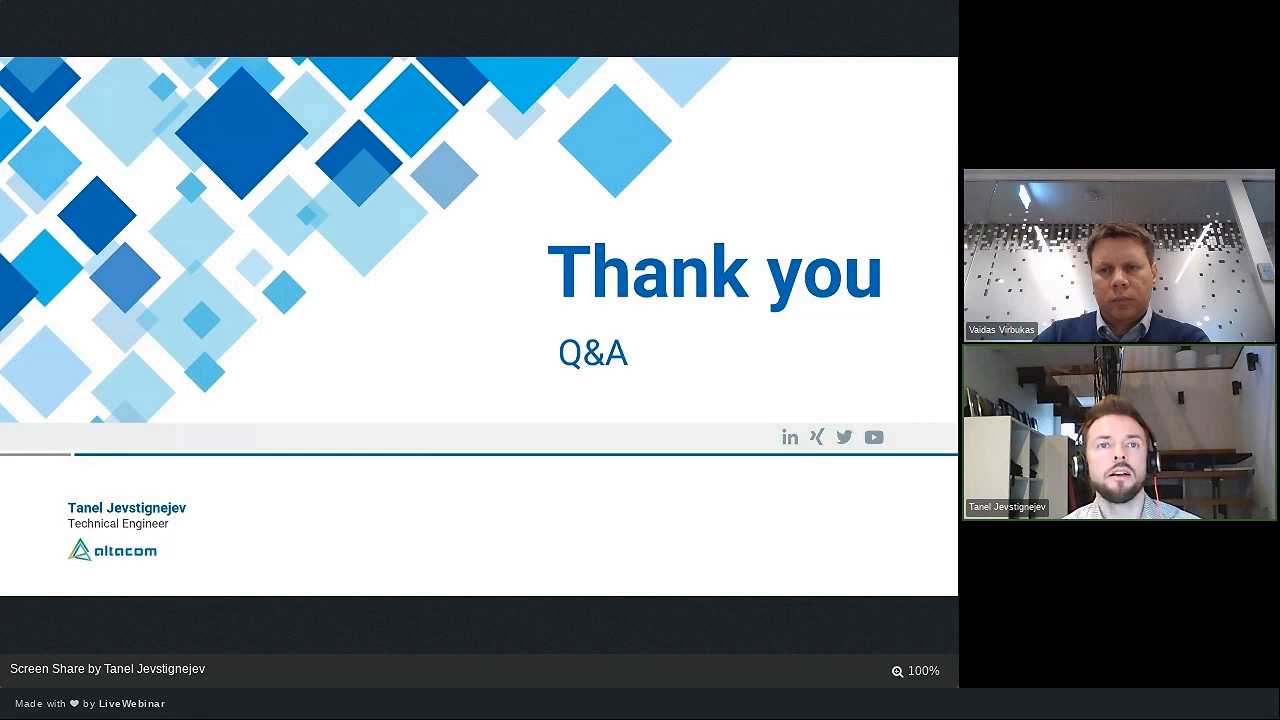 Thank you
Q&A
Tanel Jevstignejev
Technical Engineer
altacom
Vaidas Virbukas
Tanel Jevstignejev
Screen Share by Tanel Jevstignejev
100%
Made with ❤ by LiveWebinar